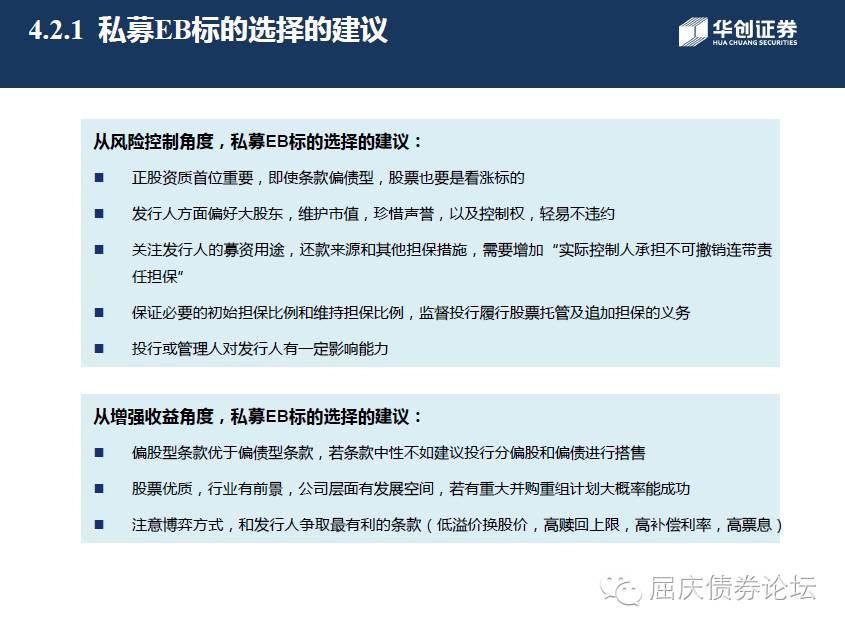 4.2.1 私募EB标的选择的建议
华创证券
HUA CHUANG SECURITIES
从风险控制角度，私募EB标的选择的建议：
■ 正股资质首位重要，即使条款偏债型，股票也要是看涨标的
■ 发行人方面偏好大股东，维护市值，珍惜声誉，以及控制权，轻易不违约
■ 关注发行人的募资用途，还款来源和其他担保措施，需要增加“实际控制人承担不可撤销连带责
任担保”
■ 保证必要的初始担保比例和维持担保比例，监督投行履行股票托管及追加担保的义务
■ 投行或管理人对发行人有一定影响能力
从增强收益角度，私募EB标的选择的建议：
■ 偏股型条款优于偏债型条款，若条款中性不如建议投行分偏股和偏债进行搭售
■ 股票优质，行业有前景，公司层面有发展空间，若有重大并购重组计划大概率能成功
■ 注意博弈方式，和发行人争取最有利的条款（低溢价换股价，高赎回上限，高补偿利率，高票息）
屈庆债券论坛